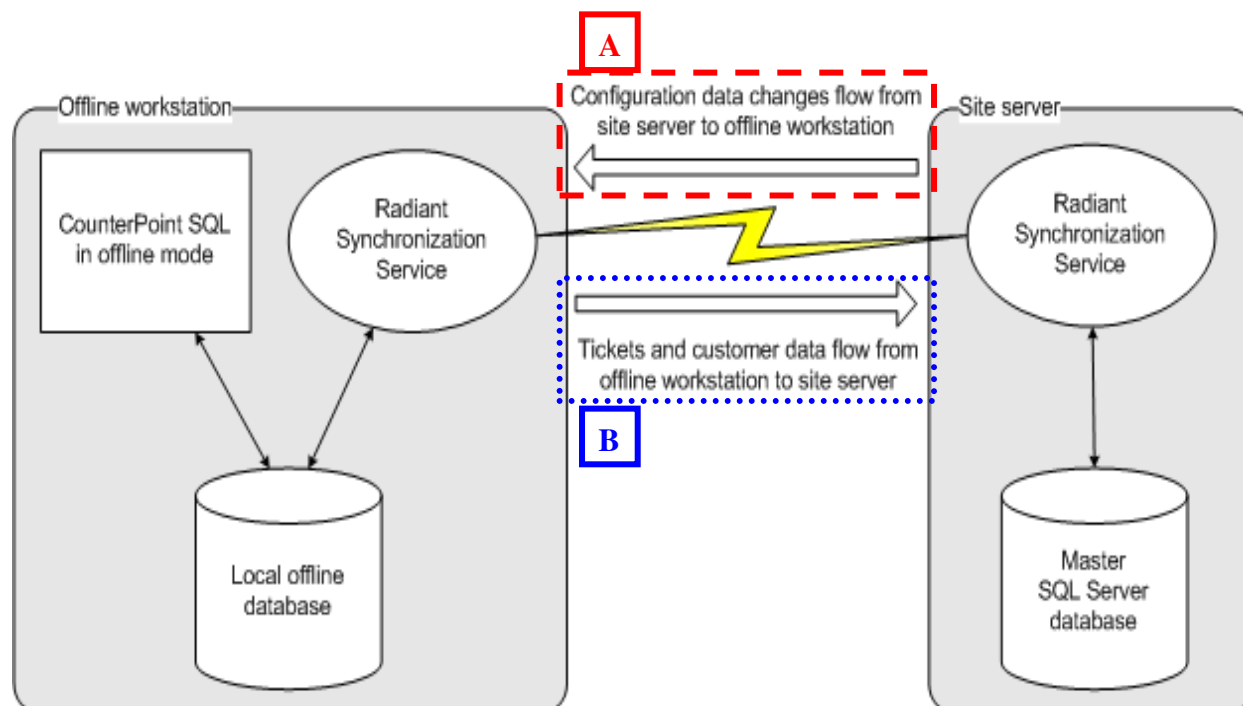 A
Offline workstation
Configuration data changes flow from
site server to offline workstation
Site server
CounterPoint SQL
in offline mode
Radiant
Synchronization
Service
Radiant
Synchronization
Service
Tickets and customer data flow from
offline workstation to site server
B
Local offline
database
Master
SQL Server
database